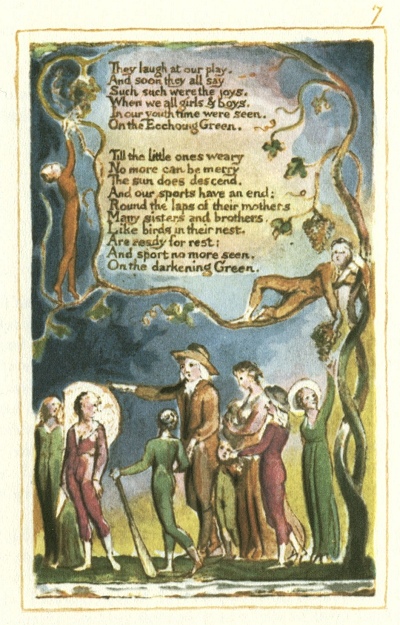 7
They laugh at our play.
And soon they all say
Such such were the joys.
When we all girls & boys.
In our youth time were seen.
On the Ecchoing Green.
Till the little ones weary
No more can be merry
The sun does descend.
And our sports have an end:
Round the laps of their mothers
Many sisters and brothers.
Like birds in their nest.
Are ready for rest:
And sport no more seen.
On the darkening Green.